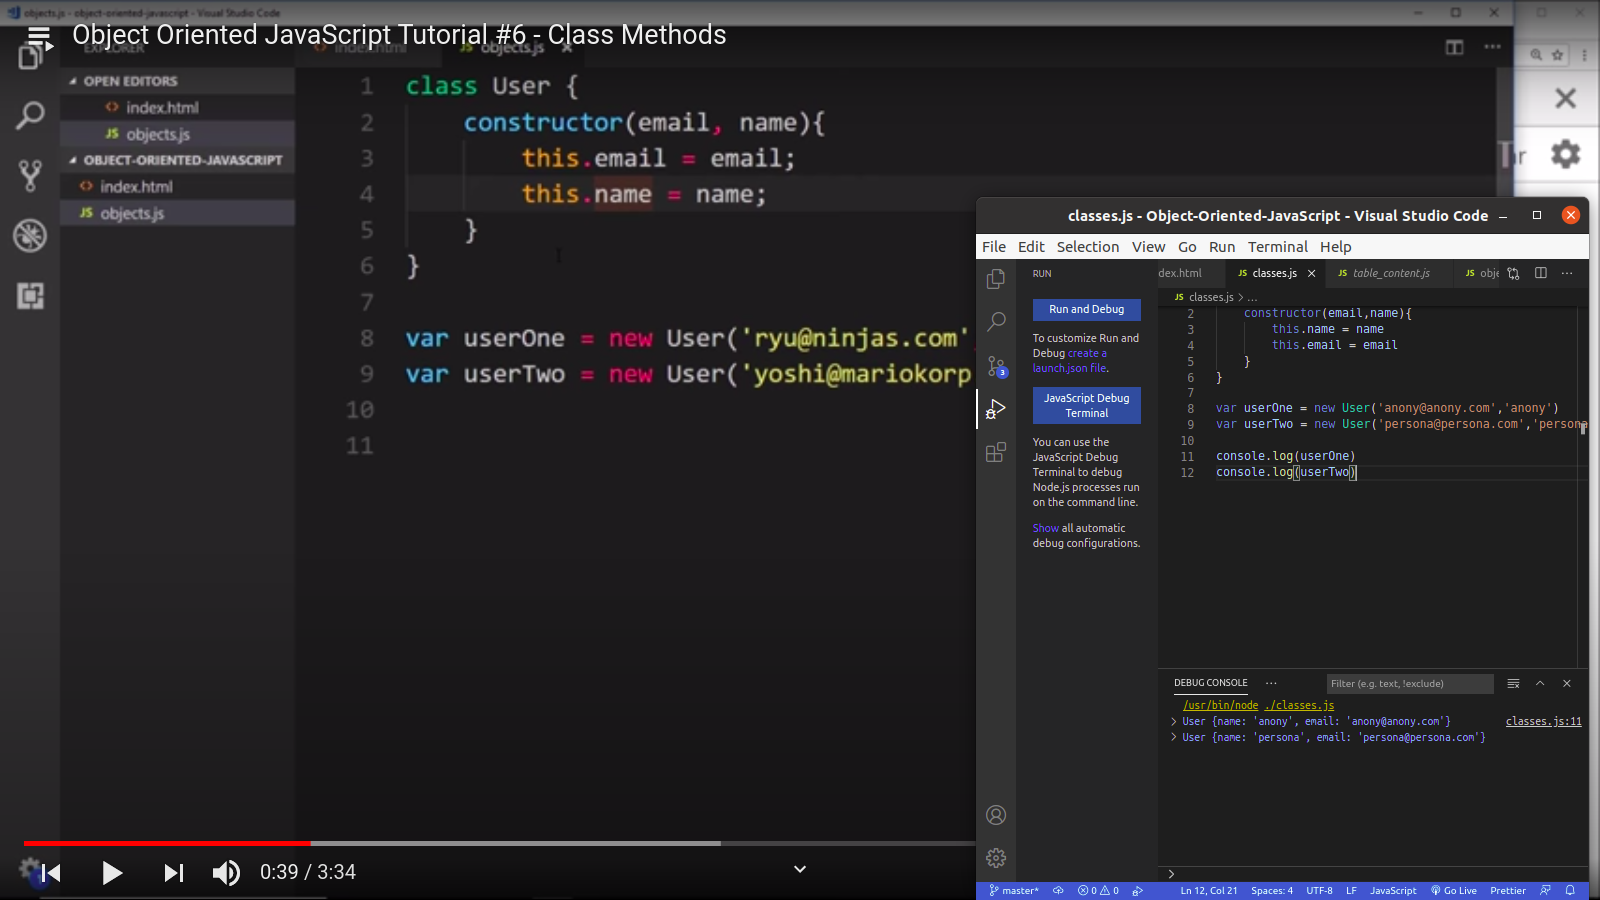 objects.js - object-oriented-javascript - Visual Studio Code
Object Oriented JavaScript Tutorial #6 - Class Methods
EXPLORER
index.html
JS objects.js
OPEN EDITORS
index.html
JS objects.js
OBJECT-ORIENTED-JAVASCRIPT
index.html
JS objects.js
1 class User {
2 constructor(email, name){
3 this.email = email;
4 this.name = name;
5 }
6 }
7
8 var userOne = new User('ryu@ninjas.com'
9 var userTwo = new User('yoshi@mariokorp
10
11
0:39 / 3:34
classes.js - Object-Oriented-JavaScript - Visual Studio Code
File Edit Selection View Go Run Terminal Help
RUN
Run and Debug
To customize Run and
Debug create a
launch.json file.
JavaScript Debug
Terminal
You can use the
JavaScript Debug
Terminal to debug
Node.js processes run
on the command line.
Show all automatic
debug configurations.
3
dex.html JS classes.js JS table_content.js JS obje
JS classes.js > ...
2 constructor(email,name){
3 this.name = name
4 this.email = email
5 }
6 }
7
8 var userOne = new User('anony@anony.com','anony')
9 var userTwo = new User('persona@persona.com','persona
10
11 console.log(userOne)
12 console.log(userTwo)
DEBUG CONSOLE ... Filter (e.g. text, !exclude)
/usr/bin/node ./classes.js
> User {name: 'anony', email: 'anony@anony.com'} classes.js:11
> User {name: 'persona', email: 'persona@persona.com'}
>
master* 0 0 Ln 12, Col 21 Spaces: 4 UTF-8 LF JavaScript Go Live Prettier